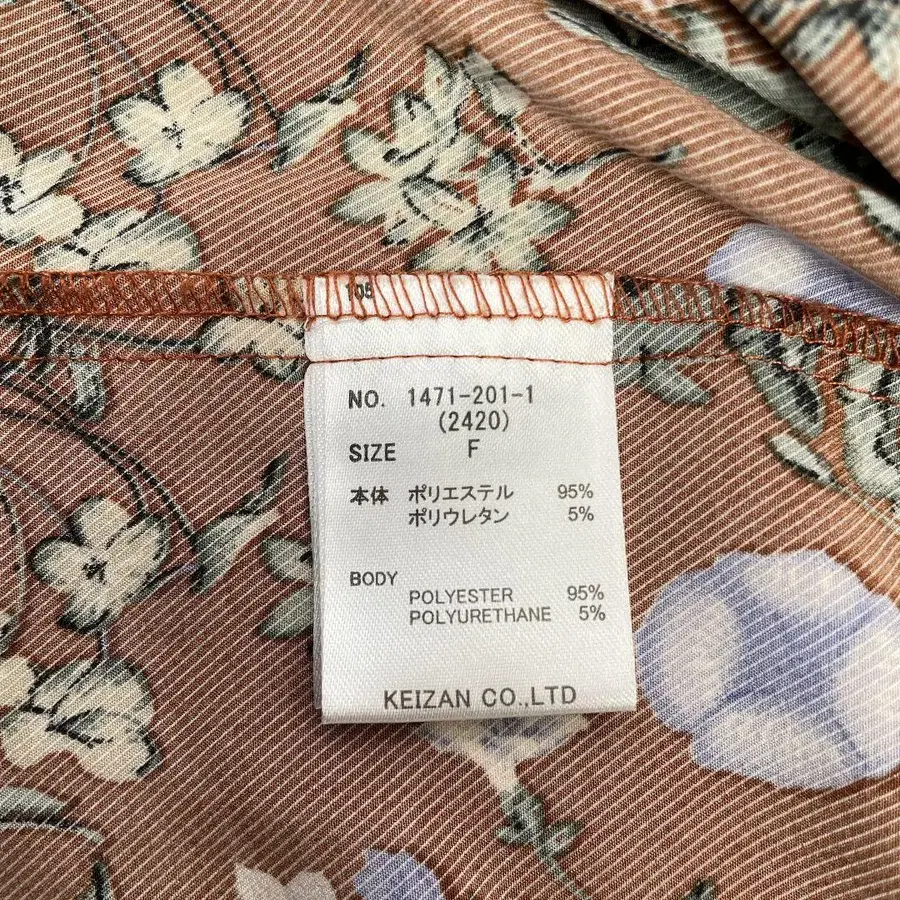 105
NO. 1471-201-1
(2420)
SIZE F
本体 ポリエステル 95%
ポリウレタン 5%
BODY
POLYESTER 95%
POLYURETHANE 5%
KEIZAN CO.,LTD